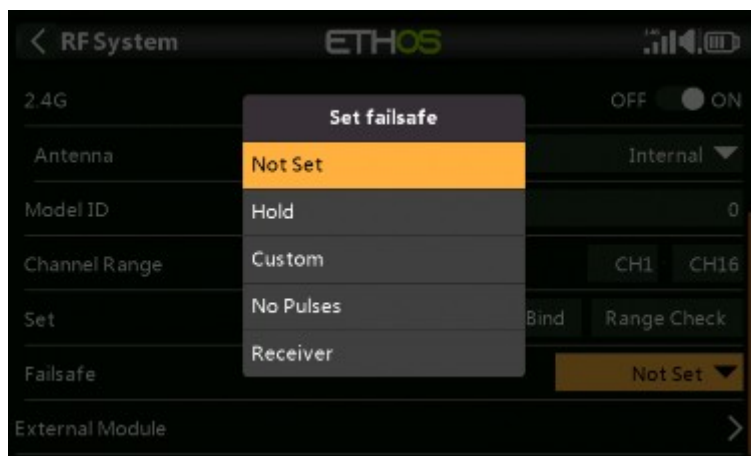 RF System ETHOS
2.4G OFF ON
Set failsafe
Antenna Internal
Not Set
Model ID 0
Hold
Channel Range CH1 CH16
Custom
Set Bind Range Check
No Pulses
Receiver
Failsafe Not Set
External Module